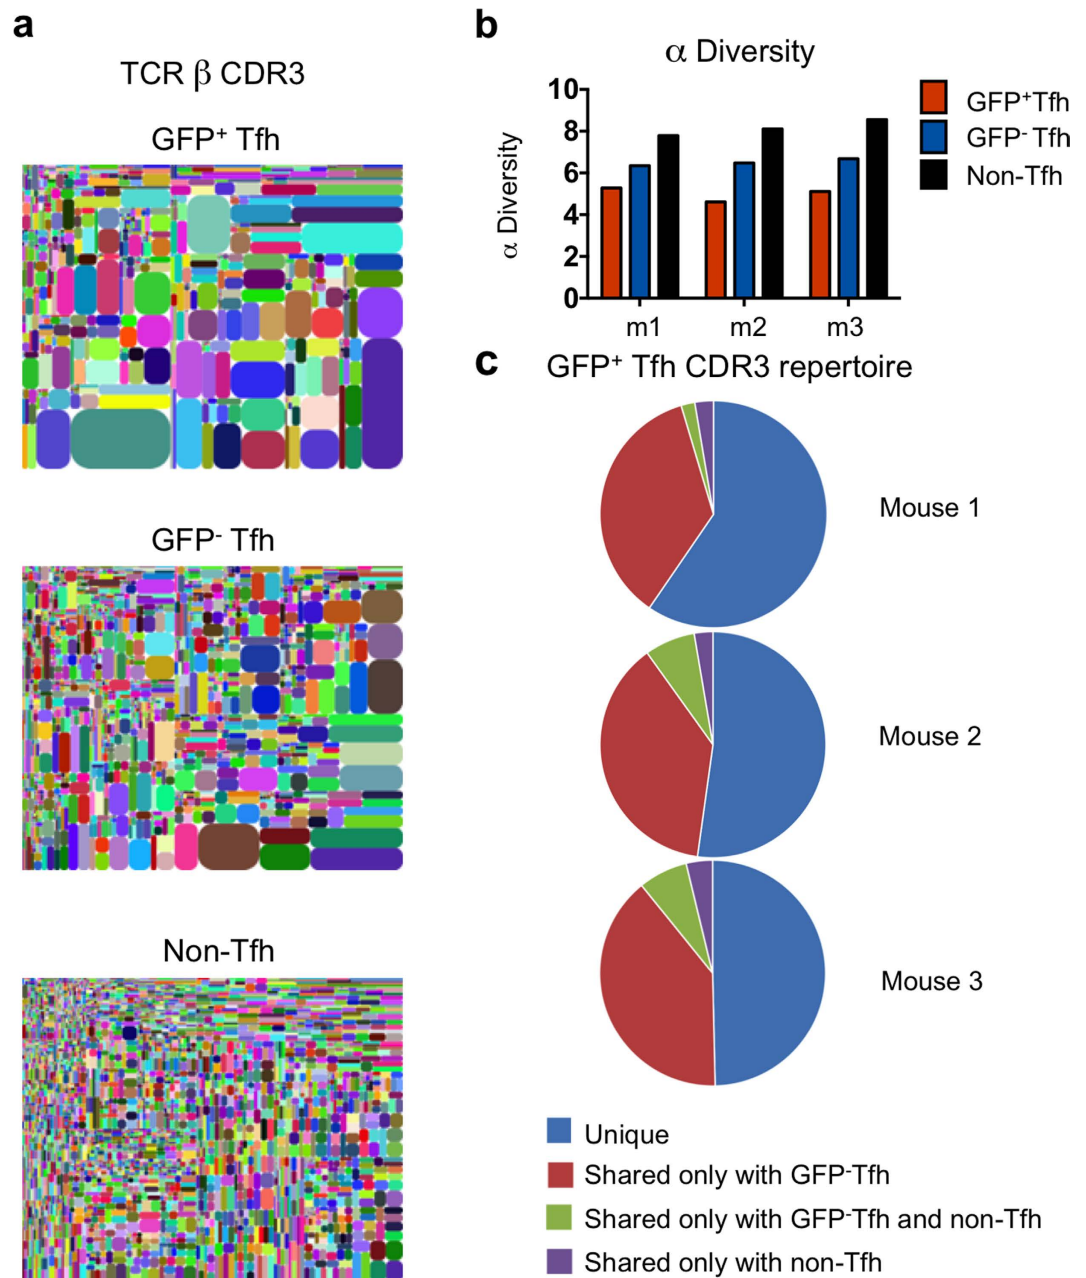 a
TCR β CDR3
GFP⁺ Tfh
GFP⁻ Tfh
Non-Tfh
b
α Diversity
α Diversity
10
8
6
4
2
0
m1 m2 m3
GFP⁺Tfh
GFP⁻ Tfh
Non-Tfh
c
GFP⁺ Tfh CDR3 repertoire
Mouse 1
Mouse 2
Mouse 3
Unique
Shared only with GFP⁻Tfh
Shared only with GFP⁻Tfh and non-Tfh
Shared only with non-Tfh